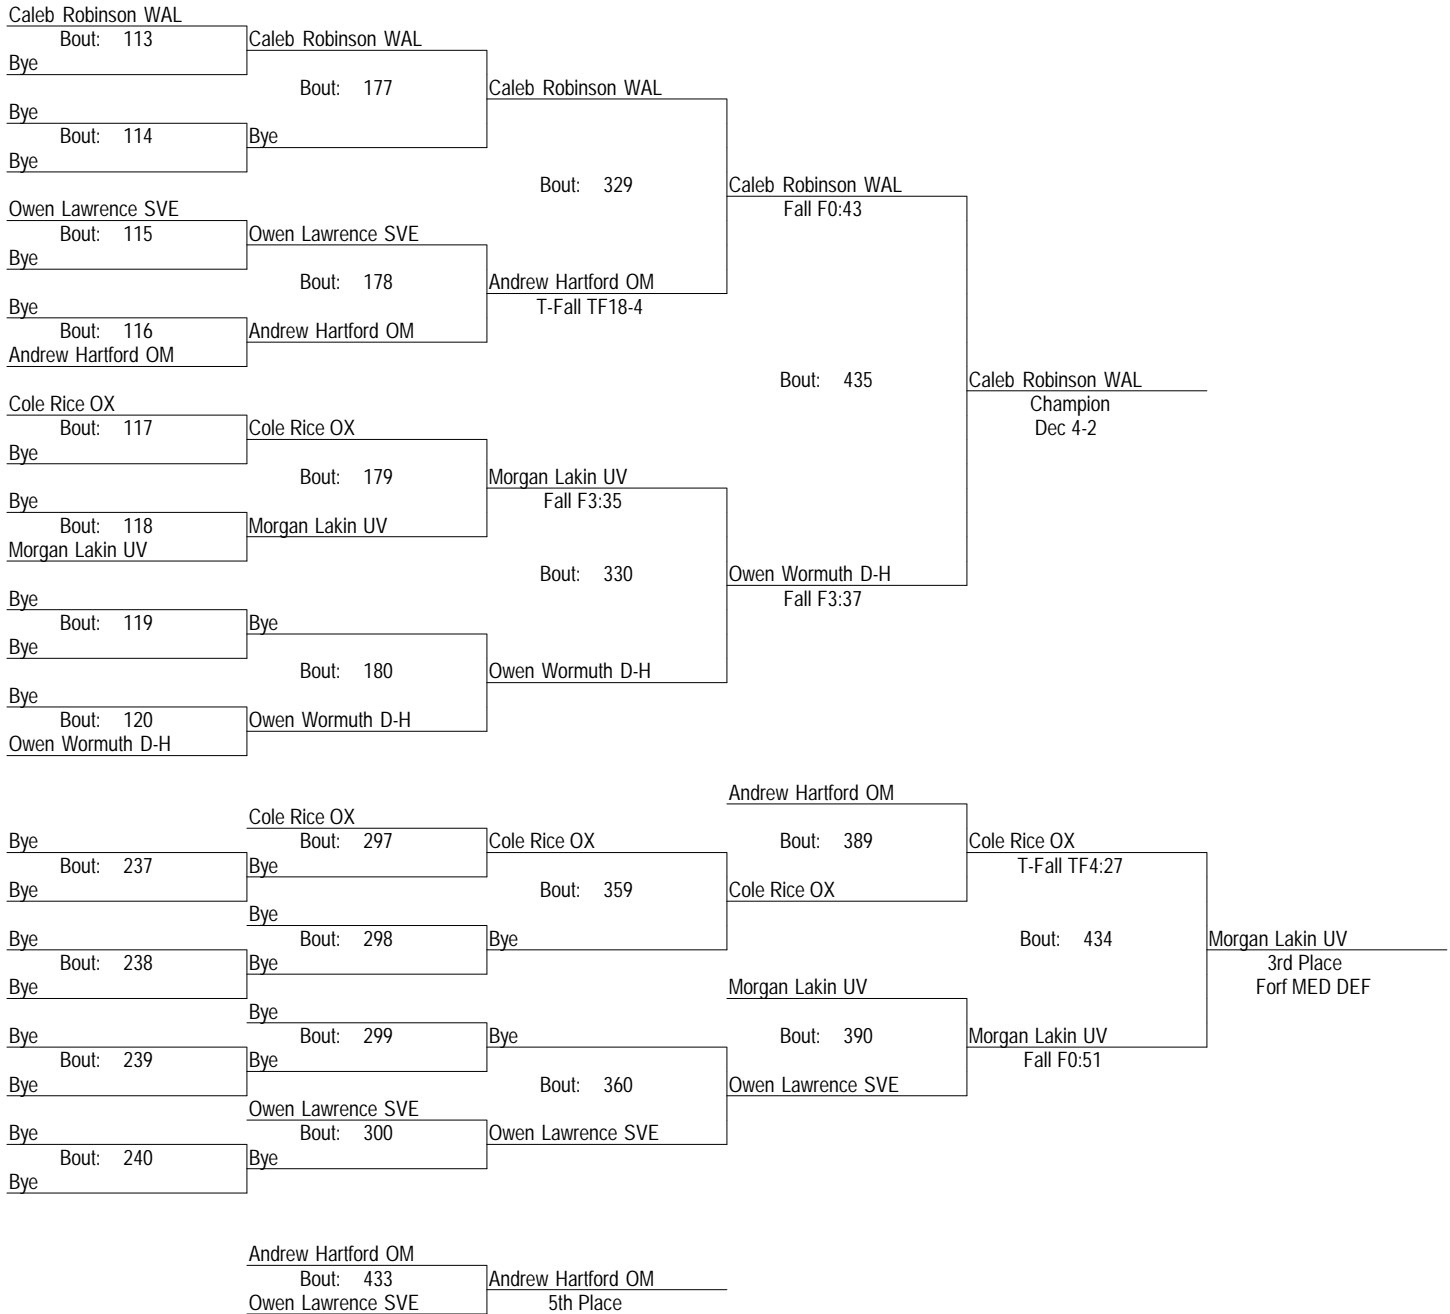 Caleb Robinson WAL
Bout: 113 Caleb Robinson WAL
Bye
Bout: 177 Caleb Robinson WAL
Bye
Bout: 114 Bye
Bye
Bout: 329 Caleb Robinson WAL
Fall F0:43
Owen Lawrence SVE
Bout: 115 Owen Lawrence SVE
Bye
Bout: 178 Andrew Hartford OM
T-Fall TF18-4
Bye
Bout: 116 Andrew Hartford OM
Andrew Hartford OM
Bout: 435 Caleb Robinson WAL
Champion
Dec 4-2
Cole Rice OX
Bout: 117 Cole Rice OX
Bye
Bout: 179 Morgan Lakin UV
Fall F3:35
Bye
Bout: 118 Morgan Lakin UV
Morgan Lakin UV
Bout: 330 Owen Wormuth D-H
Fall F3:37
Bye
Bout: 119 Bye
Bye
Bout: 180 Owen Wormuth D-H
Bye
Bout: 120 Owen Wormuth D-H
Owen Wormuth D-H
Andrew Hartford OM
Cole Rice OX
Bye Bout: 297 Cole Rice OX Bout: 389 Cole Rice OX
Bout: 237 Bye T-Fall TF4:27
Bye Bout: 359 Cole Rice OX
Bye
Bye Bout: 298 Bye Bout: 434 Morgan Lakin UV
Bout: 238 Bye 3rd Place
Bye Morgan Lakin UV Forf MED DEF
Bye
Bye Bout: 299 Bye Bout: 390 Morgan Lakin UV
Bout: 239 Bye Fall F0:51
Bye Bout: 360 Owen Lawrence SVE
Owen Lawrence SVE
Bye Bout: 300 Owen Lawrence SVE
Bout: 240 Bye
Bye
Andrew Hartford OM
Bout: 433 Andrew Hartford OM
Owen Lawrence SVE 5th Place